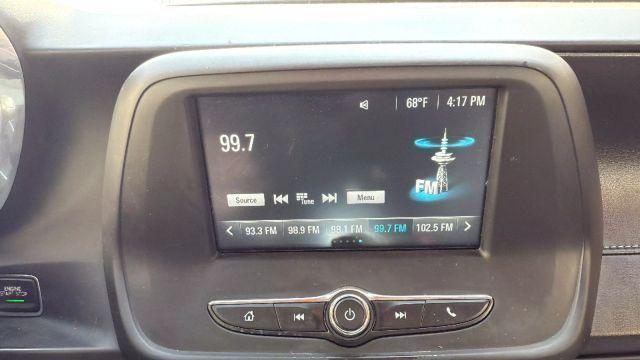 68°F 4:17 PM
99.7
FM
Source Tune Menu
93.3 FM 98.9 FM 98.1 FM 99.7 FM 102.5 FM
ENGINE